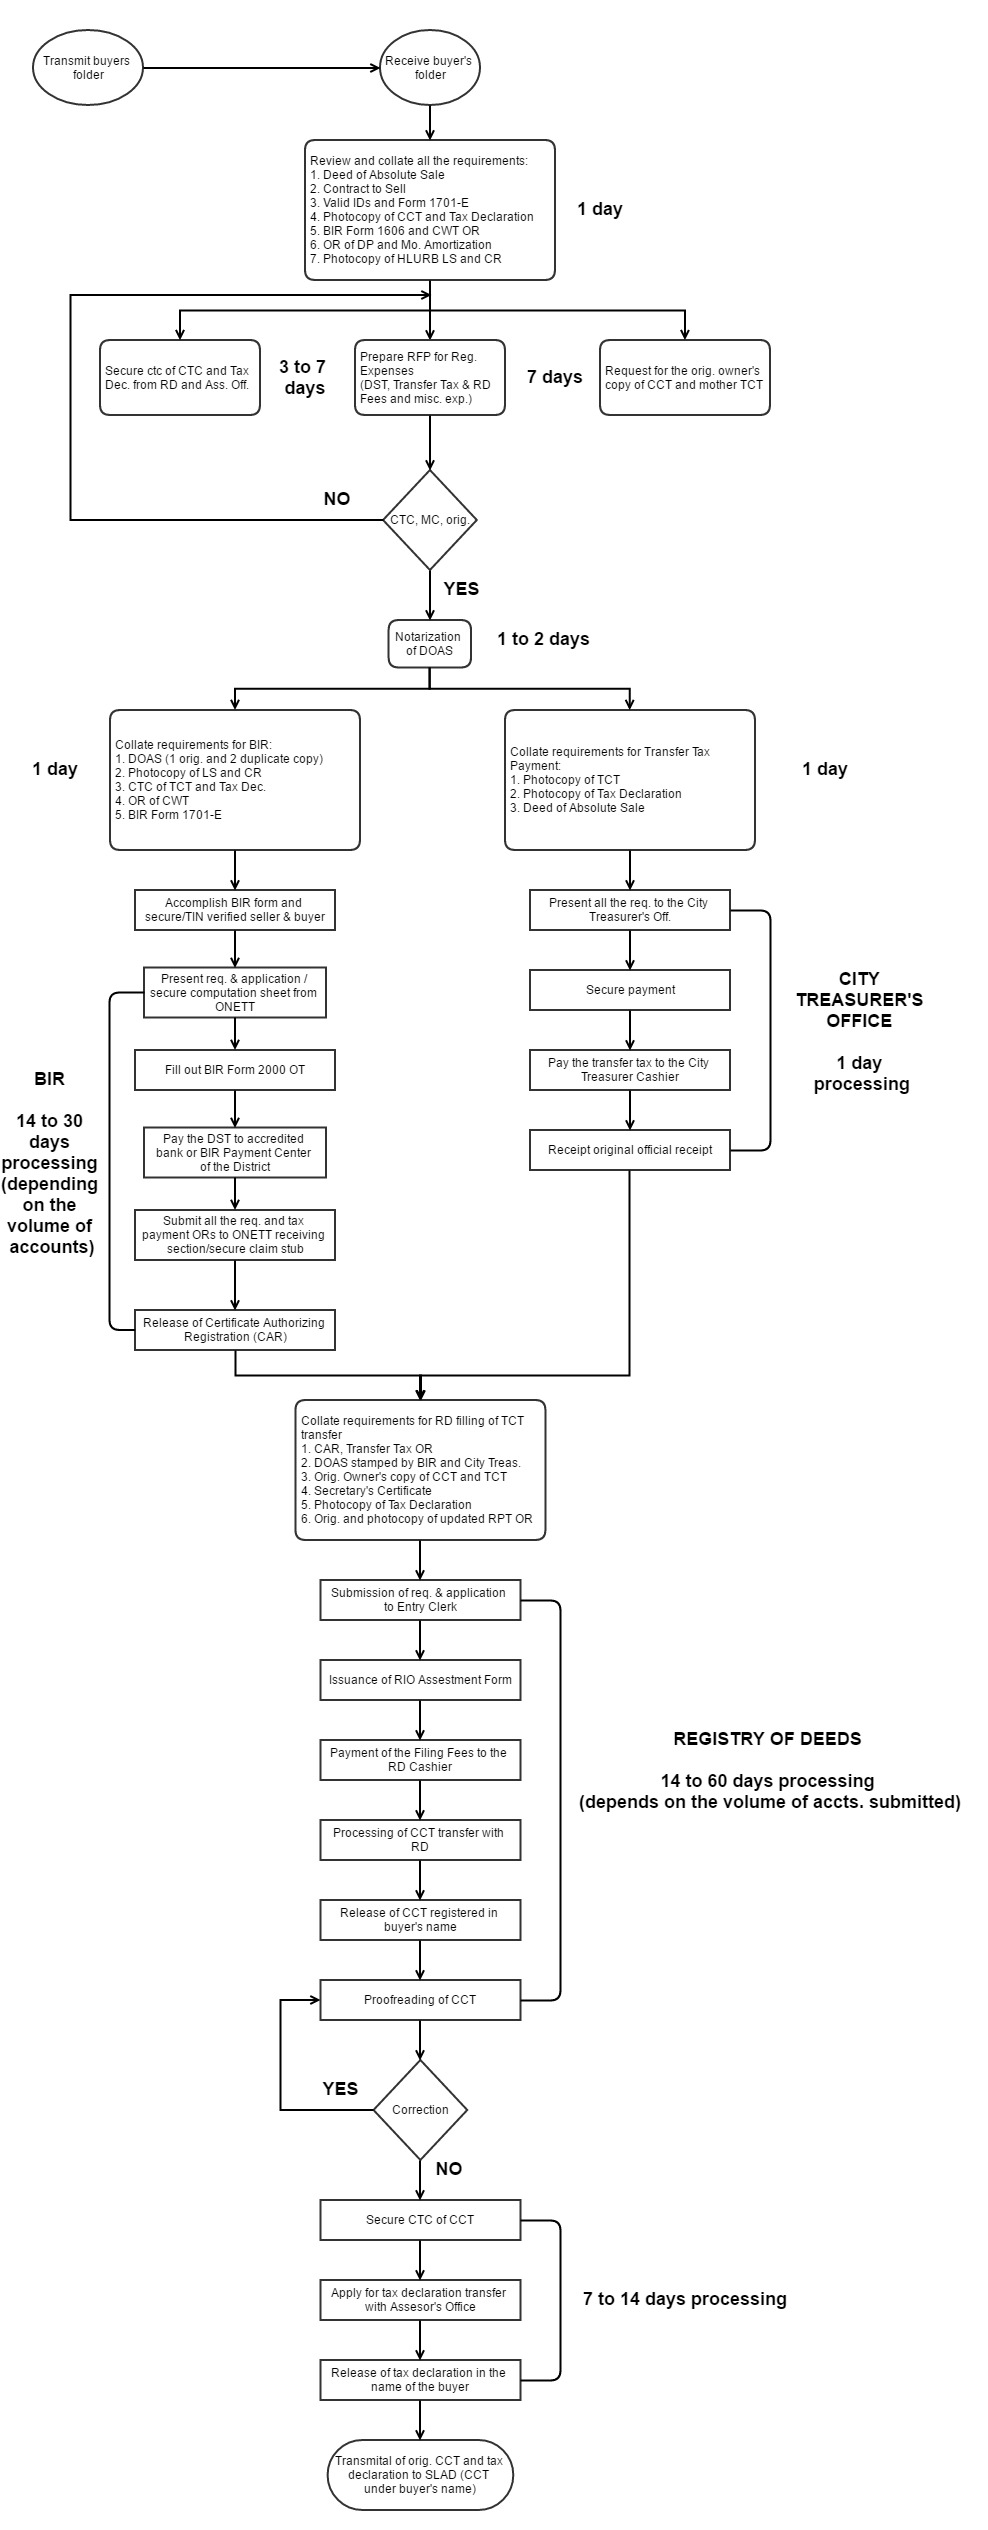 Transmit buyers
folder
Receive buyer's
folder
Review and collate all the requirements:
1. Deed of Absolute Sale
2. Contract to Sell
3. Valid IDs and Form 1701-E
4. Photocopy of CCT and Tax Declaration
5. BIR Form 1606 and CWT OR
6. OR of DP and Mo. Amortization
7. Photocopy of HLURB LS and CR
1 day
Secure ctc of CTC and Tax
Dec. from RD and Ass. Off.
3 to 7
days
Prepare RFP for Reg.
Expenses
(DST, Transfer Tax & RD
Fees and misc. exp.)
7 days
Request for the orig. owner's
copy of CCT and mother TCT
NO
CTC, MC, orig.
YES
Notarization
of DOAS
1 to 2 days
1 day
Collate requirements for BIR:
1. DOAS (1 orig. and 2 duplicate copy)
2. Photocopy of LS and CR
3. CTC of TCT and Tax Dec.
4. OR of CWT
5. BIR Form 1701-E
Collate requirements for Transfer Tax
Payment:
1. Photocopy of TCT
2. Photocopy of Tax Declaration
3. Deed of Absolute Sale
1 day
Accomplish BIR form and
secure/TIN verified seller & buyer
Present req. & application /
secure computation sheet from
ONETT
Fill out BIR Form 2000 OT
Pay the DST to accredited
bank or BIR Payment Center
of the District
Submit all the req. and tax
payment ORs to ONETT receiving
section/secure claim stub
Release of Certificate Authorizing
Registration (CAR)
BIR
14 to 30
days
processing
(depending
on the
volume of
accounts)
Present all the req. to the City
Treasurer's Off.
Secure payment
Pay the transfer tax to the City
Treasurer Cashier
Receipt original official receipt
CITY
TREASURER'S
OFFICE
1 day
processing
Collate requirements for RD filling of TCT
transfer
1. CAR, Transfer Tax OR
2. DOAS stamped by BIR and City Treas.
3. Orig. Owner's copy of CCT and TCT
4. Secretary's Certificate
5. Photocopy of Tax Declaration
6. Orig. and photocopy of updated RPT OR
Submission of req. & application
to Entry Clerk
Issuance of RIO Assestment Form
Payment of the Filing Fees to the
RD Cashier
Processing of CCT transfer with
RD
Release of CCT registered in
buyer's name
Proofreading of CCT
REGISTRY OF DEEDS
14 to 60 days processing
(depends on the volume of accts. submitted)
YES
Correction
NO
Secure CTC of CCT
Apply for tax declaration transfer
with Assesor's Office
Release of tax declaration in the
name of the buyer
7 to 14 days processing
Transmital of orig. CCT and tax
declaration to SLAD (CCT
under buyer's name)